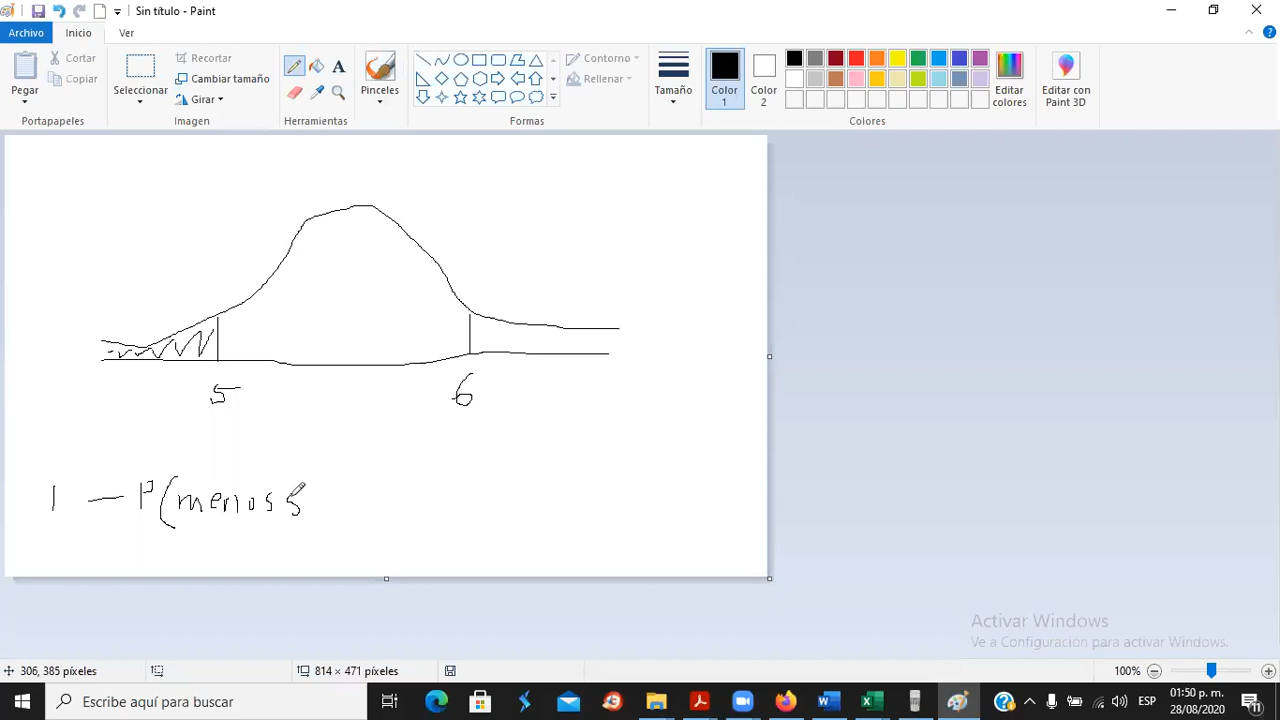 Sin título - Paint
Archivo
Inicio
Ver
Pegar
Cortar
Copiar
Portapapeles
Seleccionar
Recortar
Cambiar tamaño
Girar
Imagen
A
Herramientas
Pinceles
Contorno
Rellenar
Formas
Tamaño
Color 1
Color 2
Editar colores
Colores
Editar con Paint 3D
5
6
1 — P(menos 5
Activar Windows
Ve a Configuración para activar Windows.
306, 385 píxeles
814 × 471 píxeles
100%
Escribe aquí para buscar
ESP
01:50 p. m.
28/08/2020
11